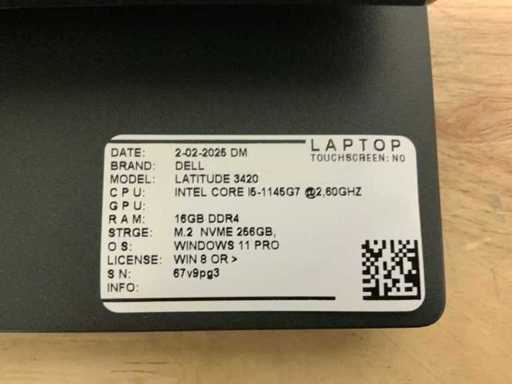 LAPTOP
TOUCHSCREEN: NO
DATE: 2-02-2025 DM
BRAND: DELL
MODEL: LATITUDE 3420
CPU: INTEL CORE I5-1145G7 @2,60GHZ
GPU:
RAM: 16GB DDR4
STRGE: M.2 NVME 256GB,
OS: WINDOWS 11 PRO
LICENSE: WIN 8 OR >
SN: 67v9pg3
INFO: